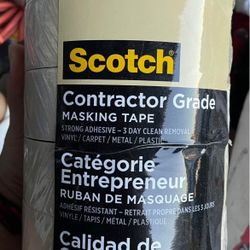 Scotch
Contractor Grade
MASKING TAPE
STRONG ADHESIVE – 3 DAY CLEAN REMOVAL
VINYL / CARPET / METAL / PLASTIC
Catégorie
Entrepreneur
RUBAN DE MASQUAGE
ADHÉSIF RÉSISTANT – RETRAIT PROPRE DANS LES 3 JOURS
VINYLE / TAPIS / MÉTAL / PLASTIQUE
Calidad de